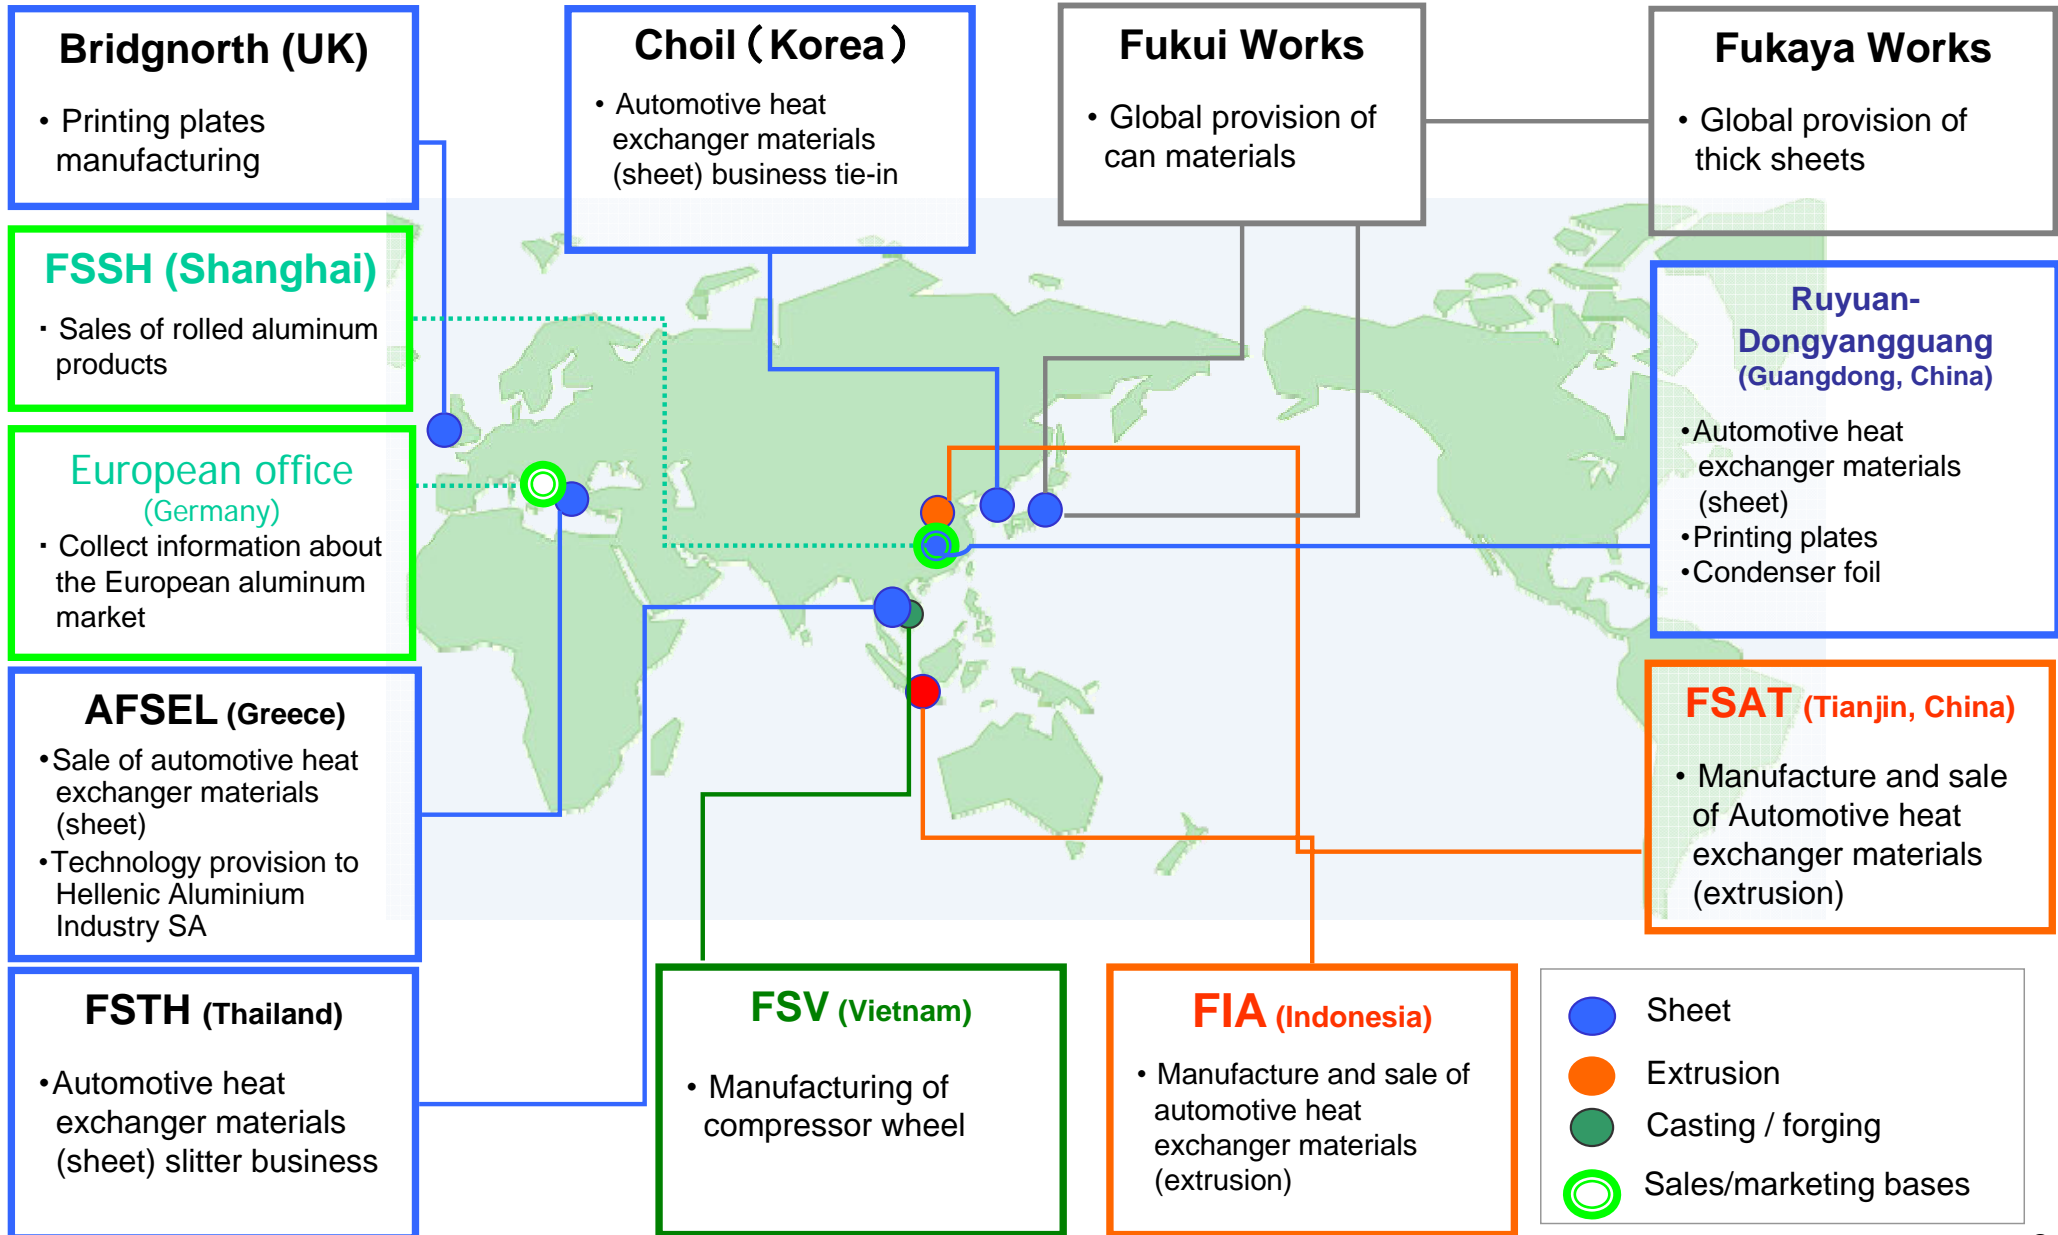 Bridgnorth (UK)
• Printing plates
manufacturing
Choil（Korea）
• Automotive heat
exchanger materials
(sheet) business tie-in
Fukui Works
• Global provision of
can materials
Fukaya Works
• Global provision of
thick sheets
FSSH (Shanghai)
· Sales of rolled aluminum
products
European office
(Germany)
· Collect information about
the European aluminum
market
AFSEL (Greece)
•Sale of automotive heat
exchanger materials
(sheet)
•Technology provision to
Hellenic Aluminium
Industry SA
FSTH (Thailand)
•Automotive heat
exchanger materials
(sheet) slitter business
FSV (Vietnam)
• Manufacturing of
compressor wheel
FIA (Indonesia)
• Manufacture and sale of
automotive heat
exchanger materials
(extrusion)
Ruyuan-
Dongyangguang
(Guangdong, China)
•Automotive heat
exchanger materials
(sheet)
•Printing plates
•Condenser foil
FSAT (Tianjin, China)
• Manufacture and sale
of Automotive heat
exchanger materials
(extrusion)
Sheet
Extrusion
Casting / forging
Sales/marketing bases